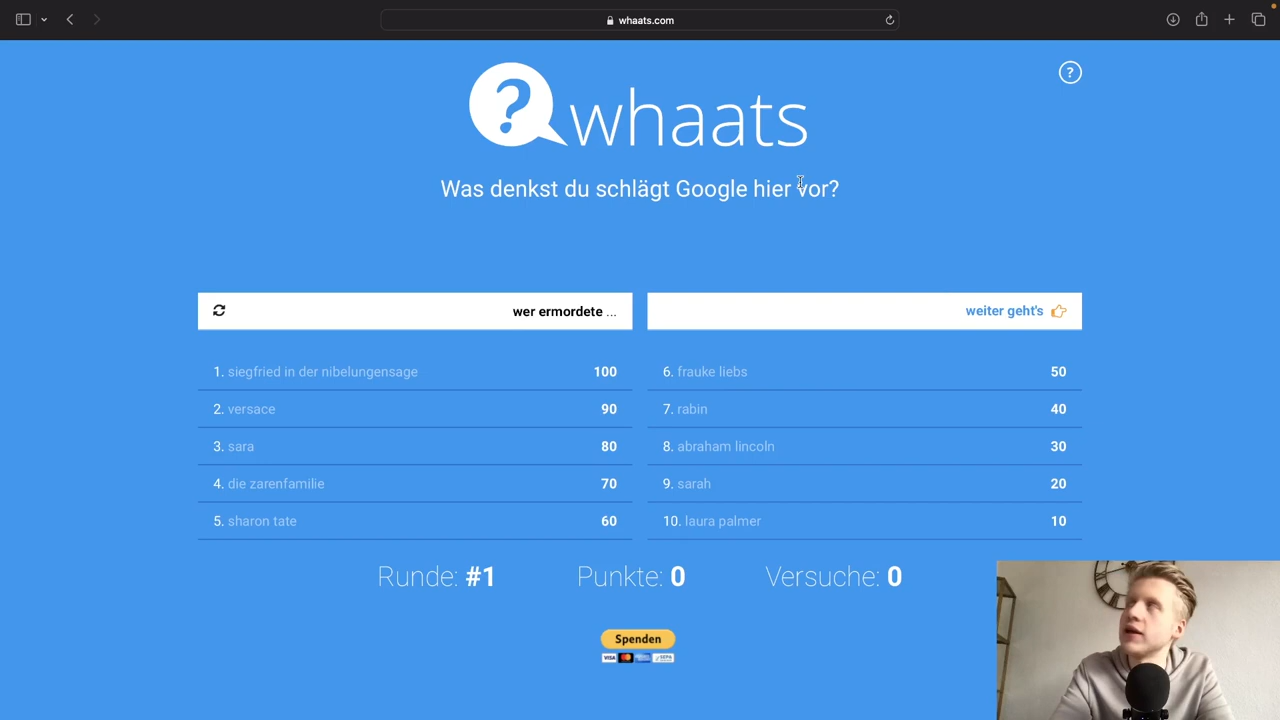 whaats.com
?
? whaats
Was denkst du schlägt Google hier vor?
wer ermordete ...
weiter geht's
1. siegfried in der nibelungensage 100
2. versace 90
3. sara 80
4. die zarenfamilie 70
5. sharon tate 60
6. frauke liebs 50
7. rabin 40
8. abraham lincoln 30
9. sarah 20
10. laura palmer 10
Runde: #1 Punkte: 0 Versuche: 0
Spenden
VISA
SEPA